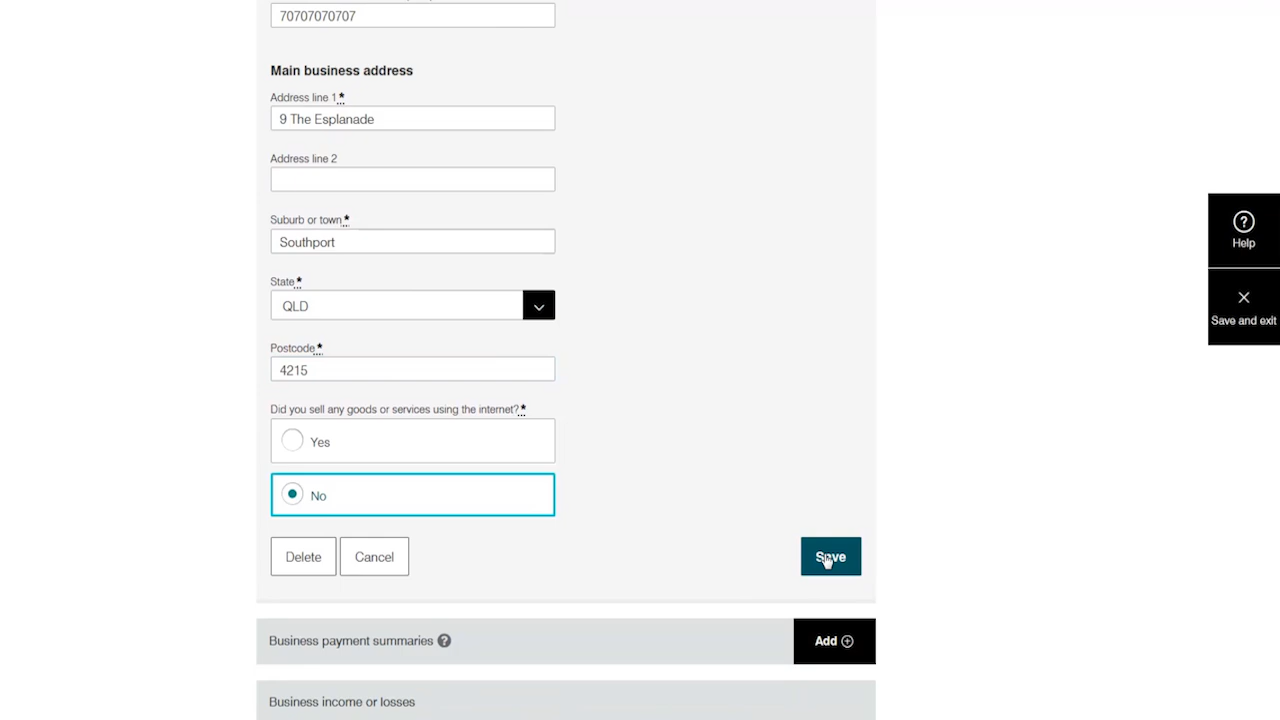 70707070707
Main business address
Address line 1*
9 The Esplanade
Address line 2
Suburb or town*
Southport
State*
QLD
Postcode*
4215
Did you sell any goods or services using the internet?*
Yes
No
Delete
Cancel
Save
Business payment summaries ?
Add
Business income or losses
?
Help
Save and exit